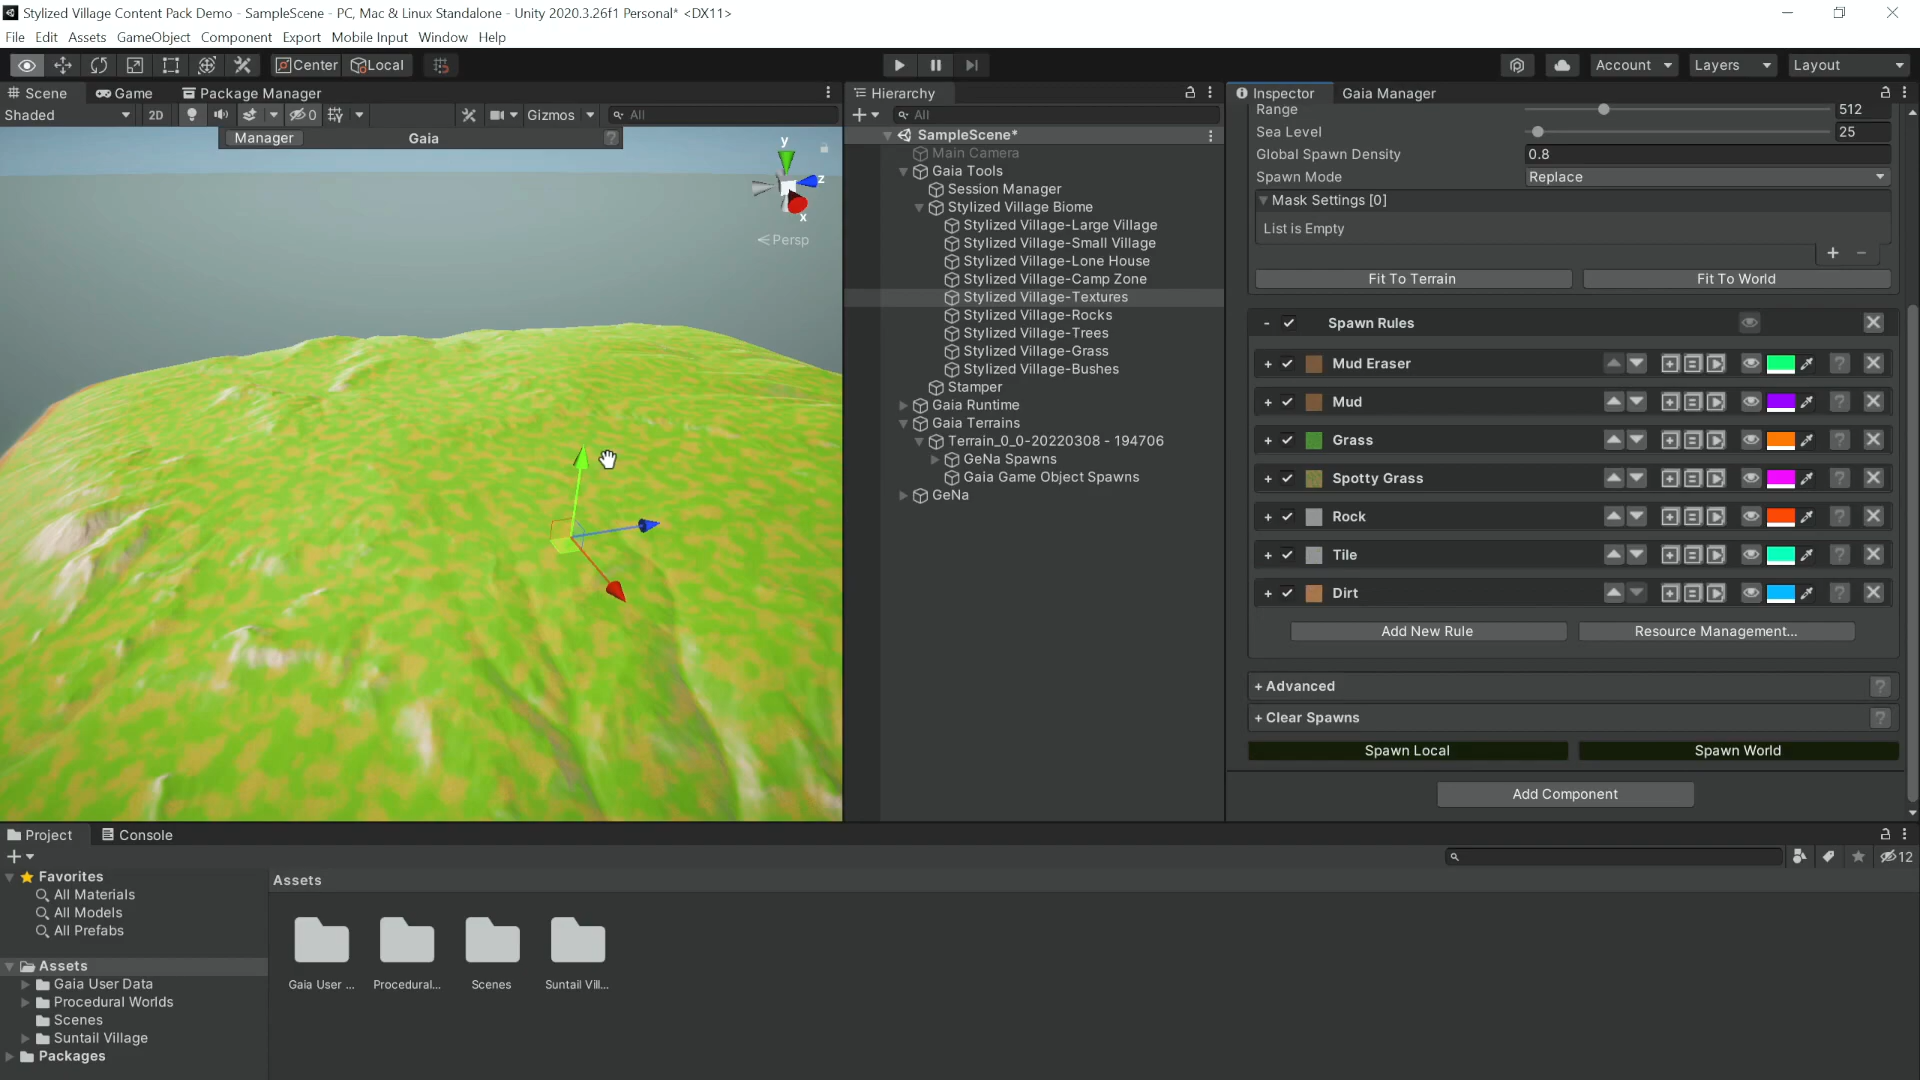 Stylized Village Content Pack Demo - SampleScene - PC, Mac & Linux Standalone - Unity 2020.3.26f1 Personal* <DX11>
File Edit Assets GameObject Component Export Mobile Input Window Help
Center Local
Account Layers Layout
Scene Game Package Manager
Shaded 2D 0 Gizmos All
Manager Gaia ?
y
z
x
Persp
Hierarchy
All
SampleScene*
Main Camera
Gaia Tools
Session Manager
Stylized Village Biome
Stylized Village-Large Village
Stylized Village-Small Village
Stylized Village-Lone House
Stylized Village-Camp Zone
Stylized Village-Textures
Stylized Village-Rocks
Stylized Village-Trees
Stylized Village-Grass
Stylized Village-Bushes
Stamper
Gaia Runtime
Gaia Terrains
Terrain_0_0-20220308 - 194706
GeNa Spawns
Gaia Game Object Spawns
GeNa
Inspector Gaia Manager
Range 512
Sea Level 25
Global Spawn Density 0.8
Spawn Mode Replace
Mask Settings [0]
List is Empty
+ -
Fit To Terrain Fit To World
- Spawn Rules
+ Mud Eraser ?
+ Mud ?
+ Grass ?
+ Spotty Grass ?
+ Rock ?
+ Tile ?
+ Dirt ?
Add New Rule Resource Management...
+ Advanced ?
+ Clear Spawns ?
Spawn Local Spawn World
Add Component
Project Console
12
Favorites
All Materials
All Models
All Prefabs
Assets
Gaia User Data
Procedural Worlds
Scenes
Suntail Village
Packages
Assets
Gaia User ... Procedural... Scenes Suntail Vill...